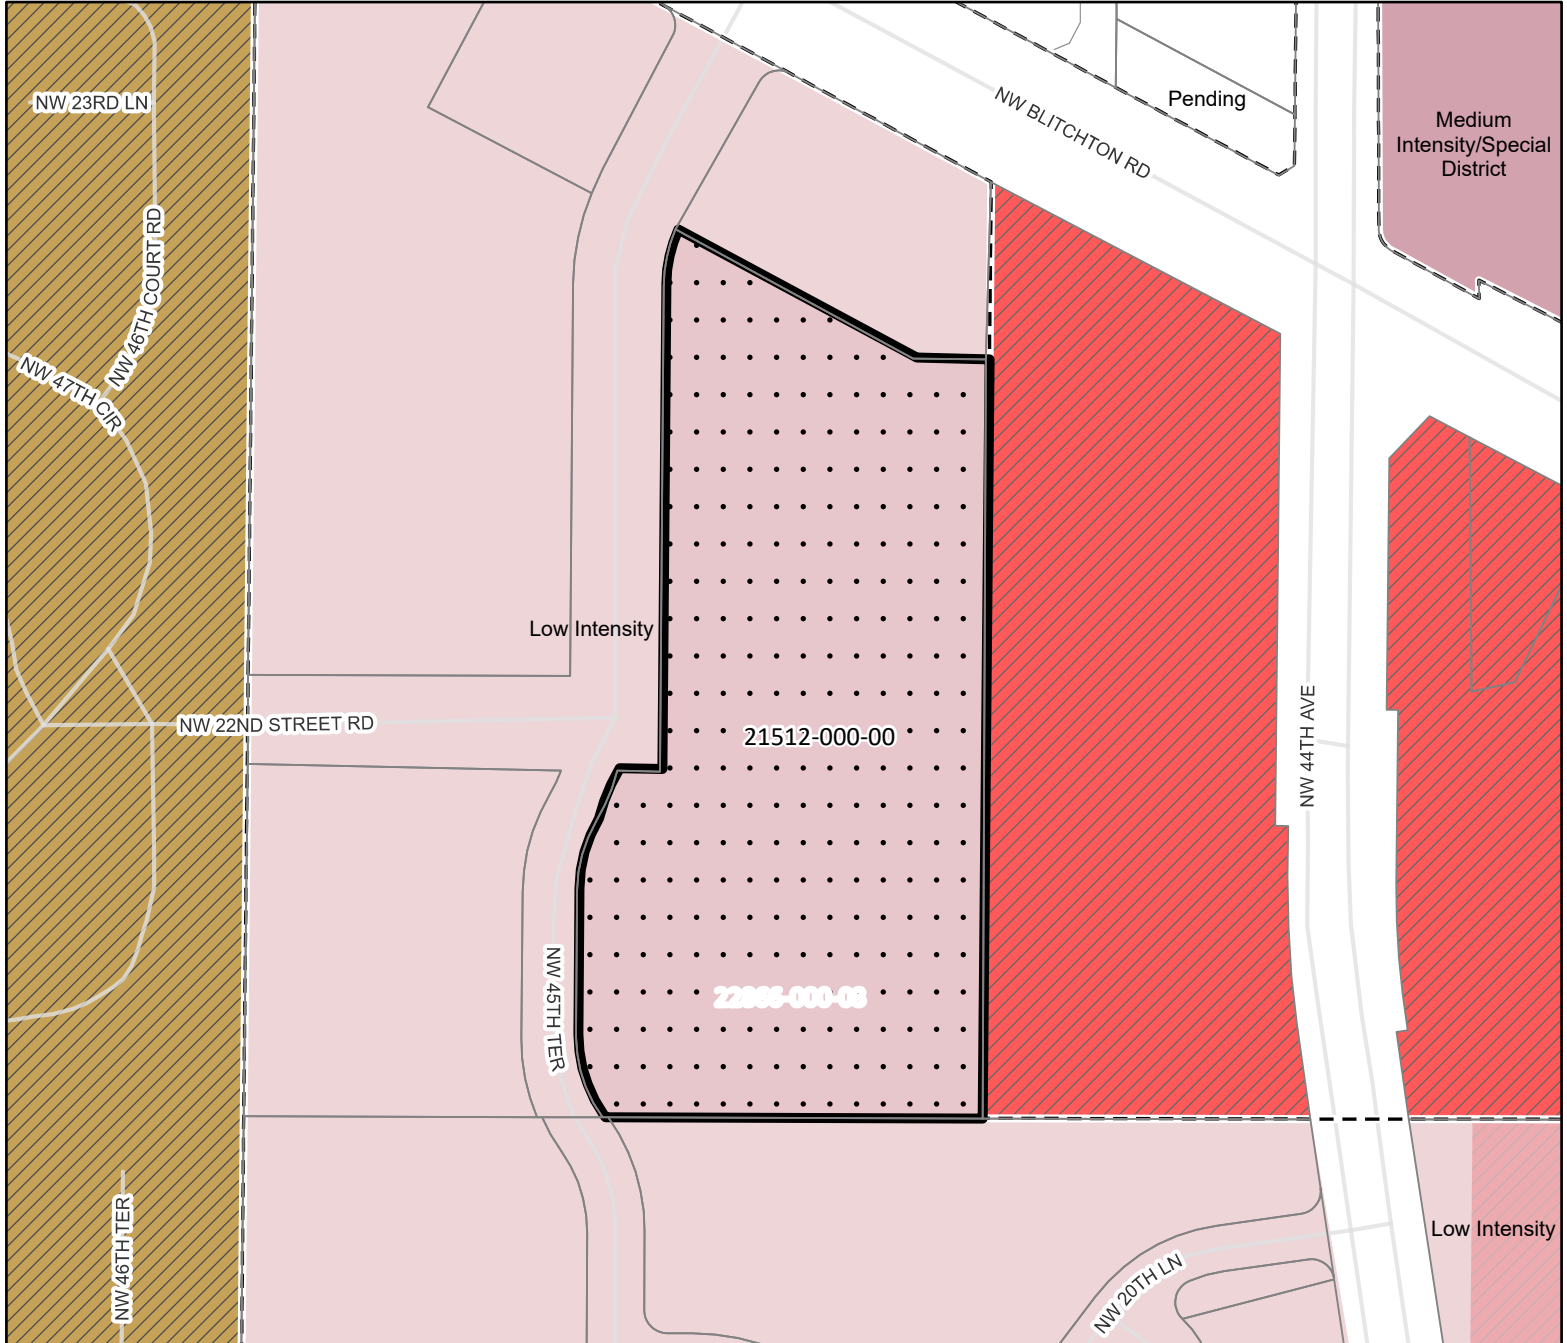 NW 23RD LN
Pending
NW BLITCHTON RD
Medium
Intensity/Special
District
NW 46TH COURT RD
NW 47TH CIR
Low Intensity
NW 22ND STREET RD
21512-000-00
NW 44TH AVE
NW 45TH TER
NW 46TH TER
Low Intensity
NW 20TH LN